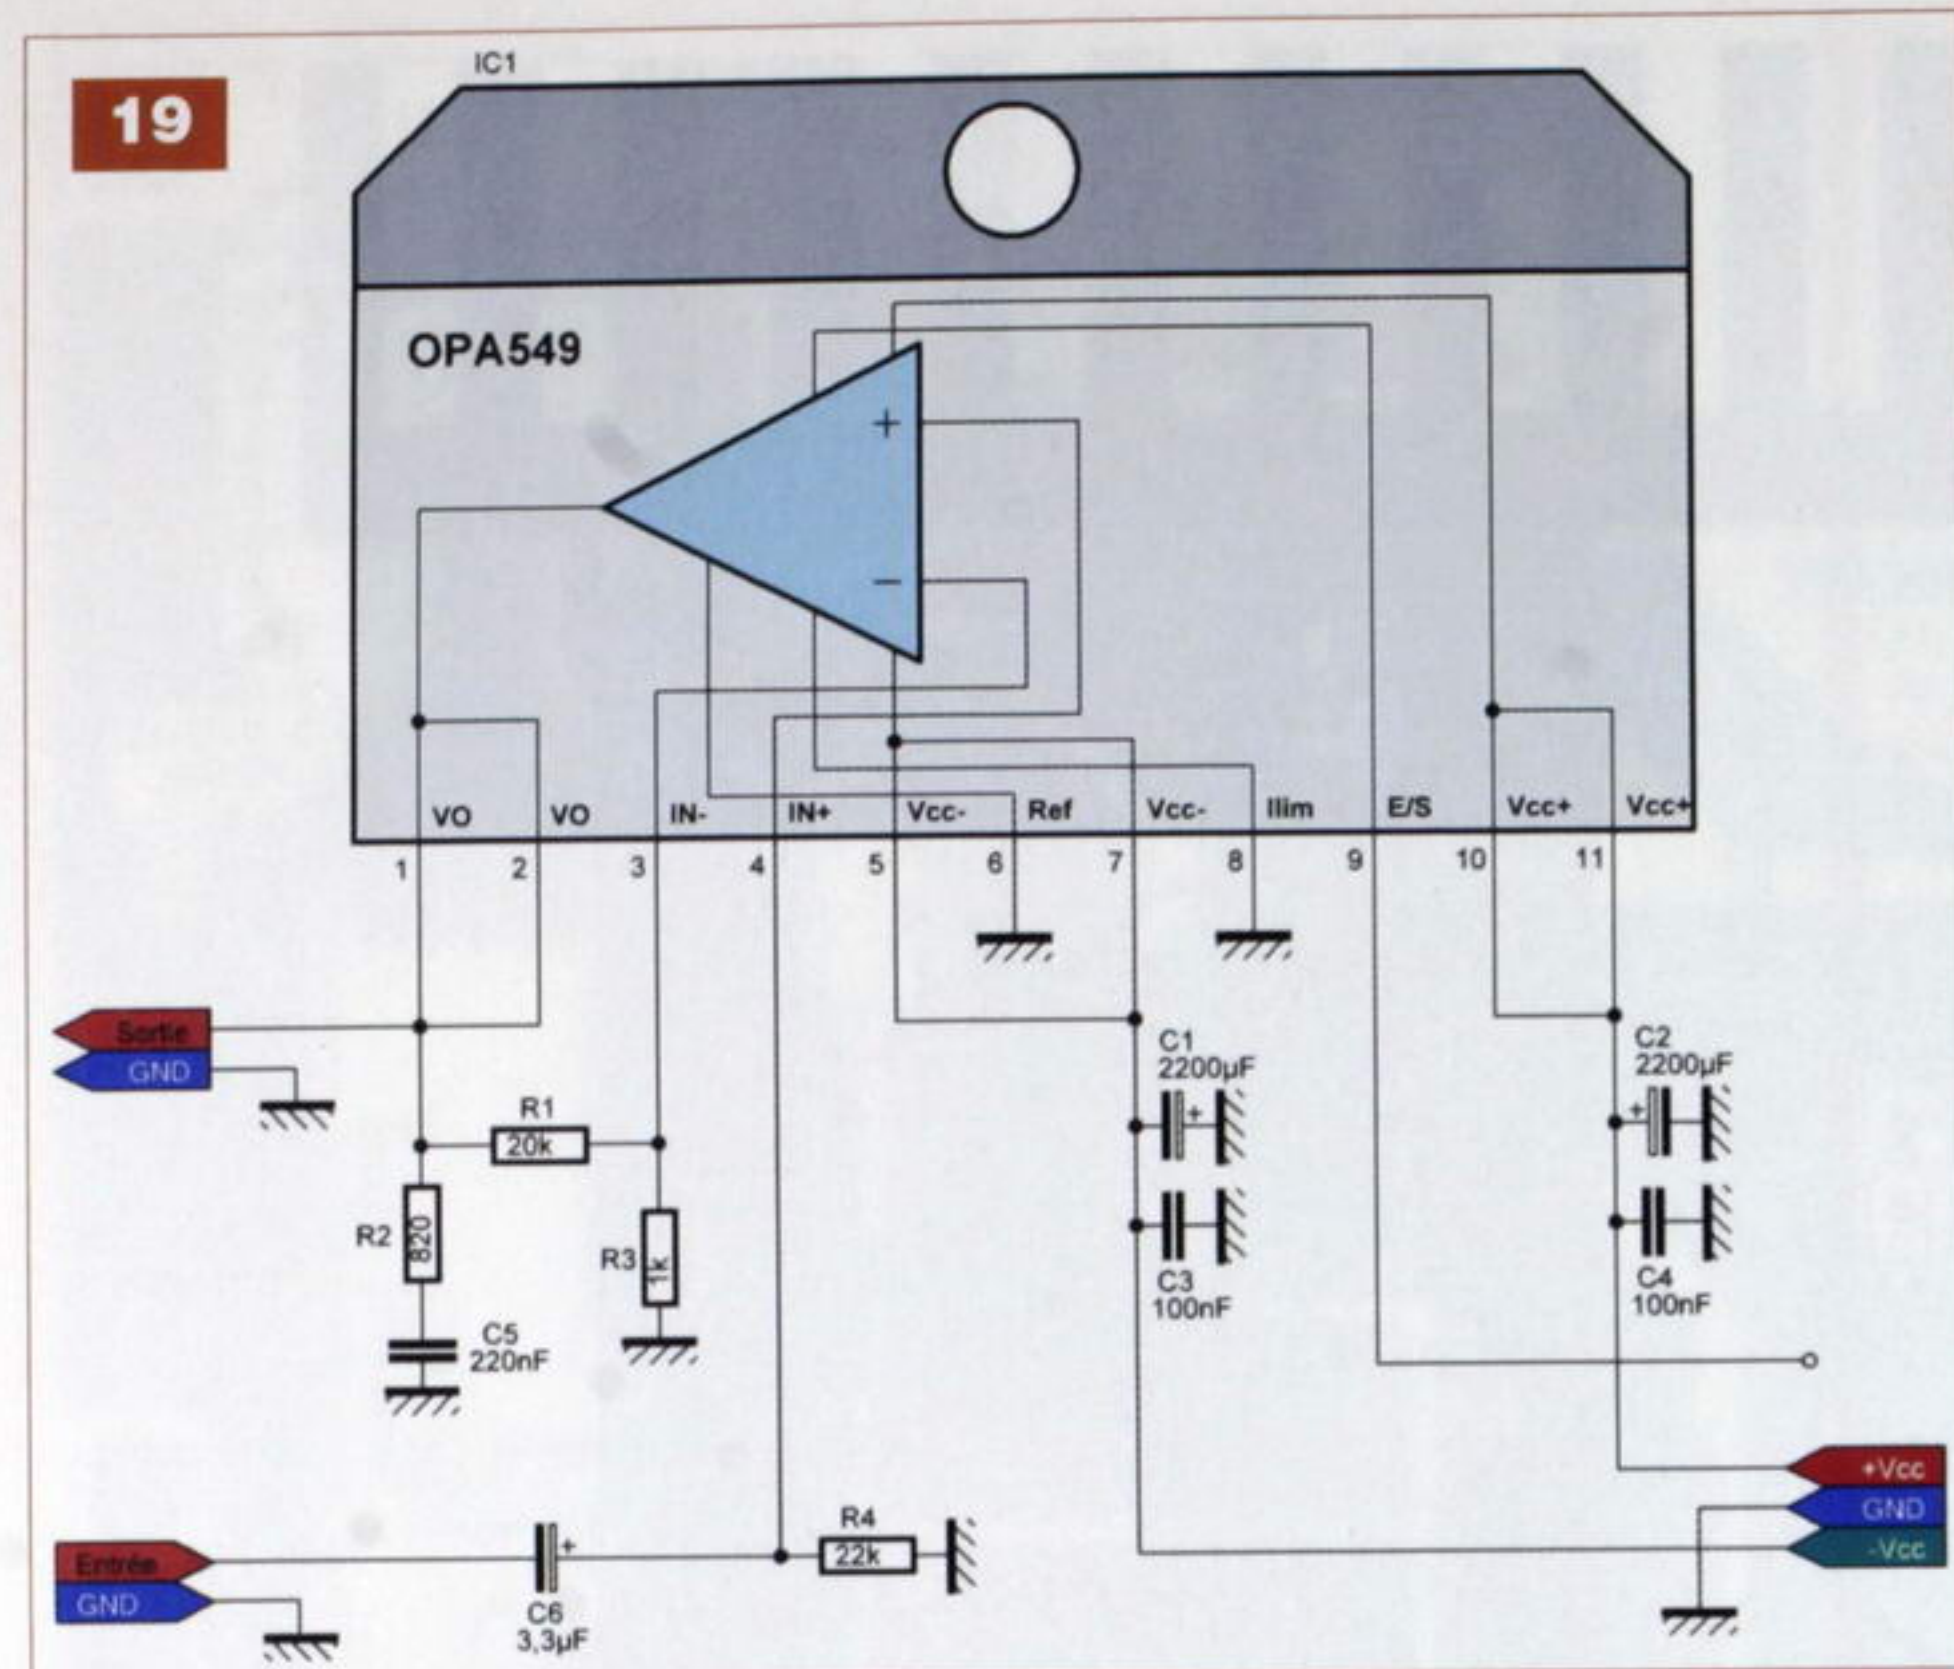 19
IC1
OPA549
+
−
VO
VO
IN-
IN+
Vcc-
Ref
Vcc-
Ilim
E/S
Vcc+
Vcc+
1
2
3
4
5
6
7
8
9
10
11
Sortie
GND
R1
20k
R2
820
R3
1k
C5
220nF
C1
2200µF
+
C3
100nF
C2
2200µF
+
C4
100nF
+Vcc
GND
-Vcc
Entrée
GND
C6
3,3µF
+
R4
22k